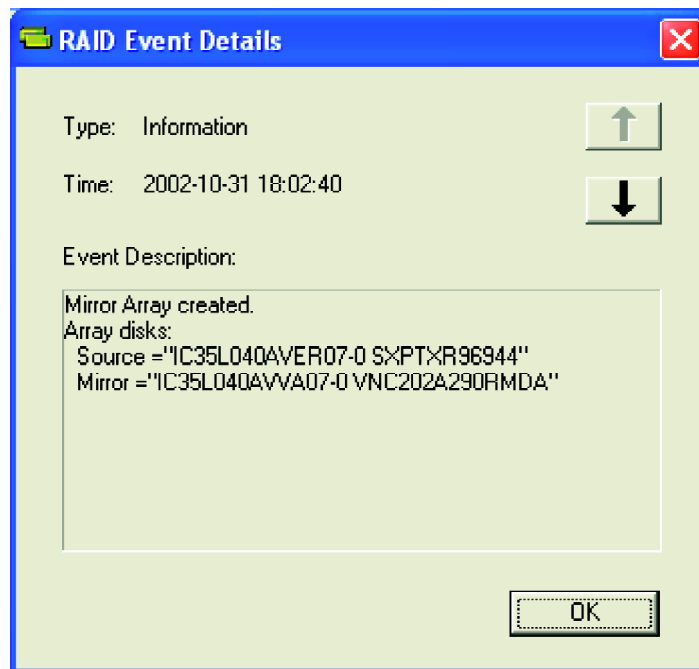 RAID Event Details
Type: Information
Time: 2002-10-31 18:02:40
Event Description:
Mirror Array created.
Array disks:
Source ="IC35L040AVER07-0 SXPTXR96944"
Mirror ="IC35L040AVVA07-0 VNC202A290RMDA"
OK